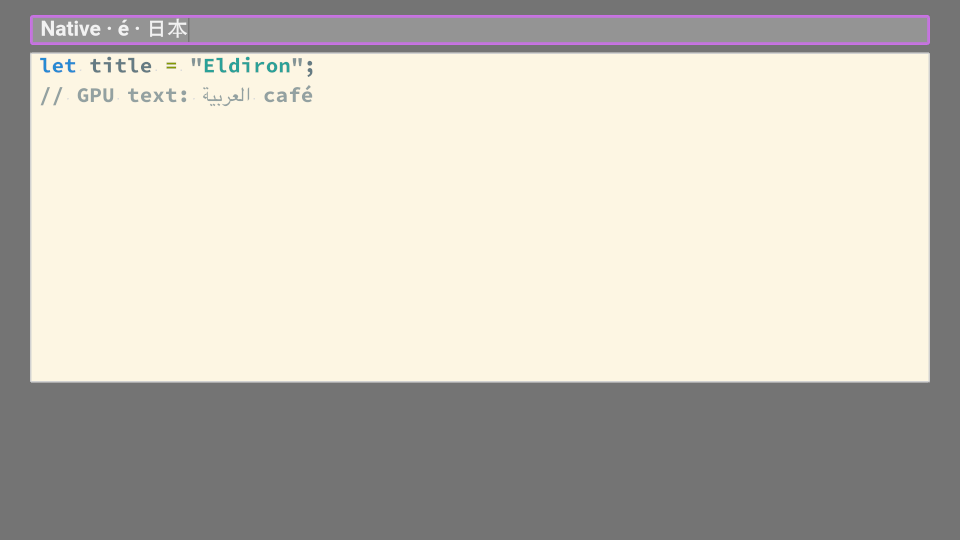 Native · é · 日本
let title = "Eldiron";
// GPU text: العربية café